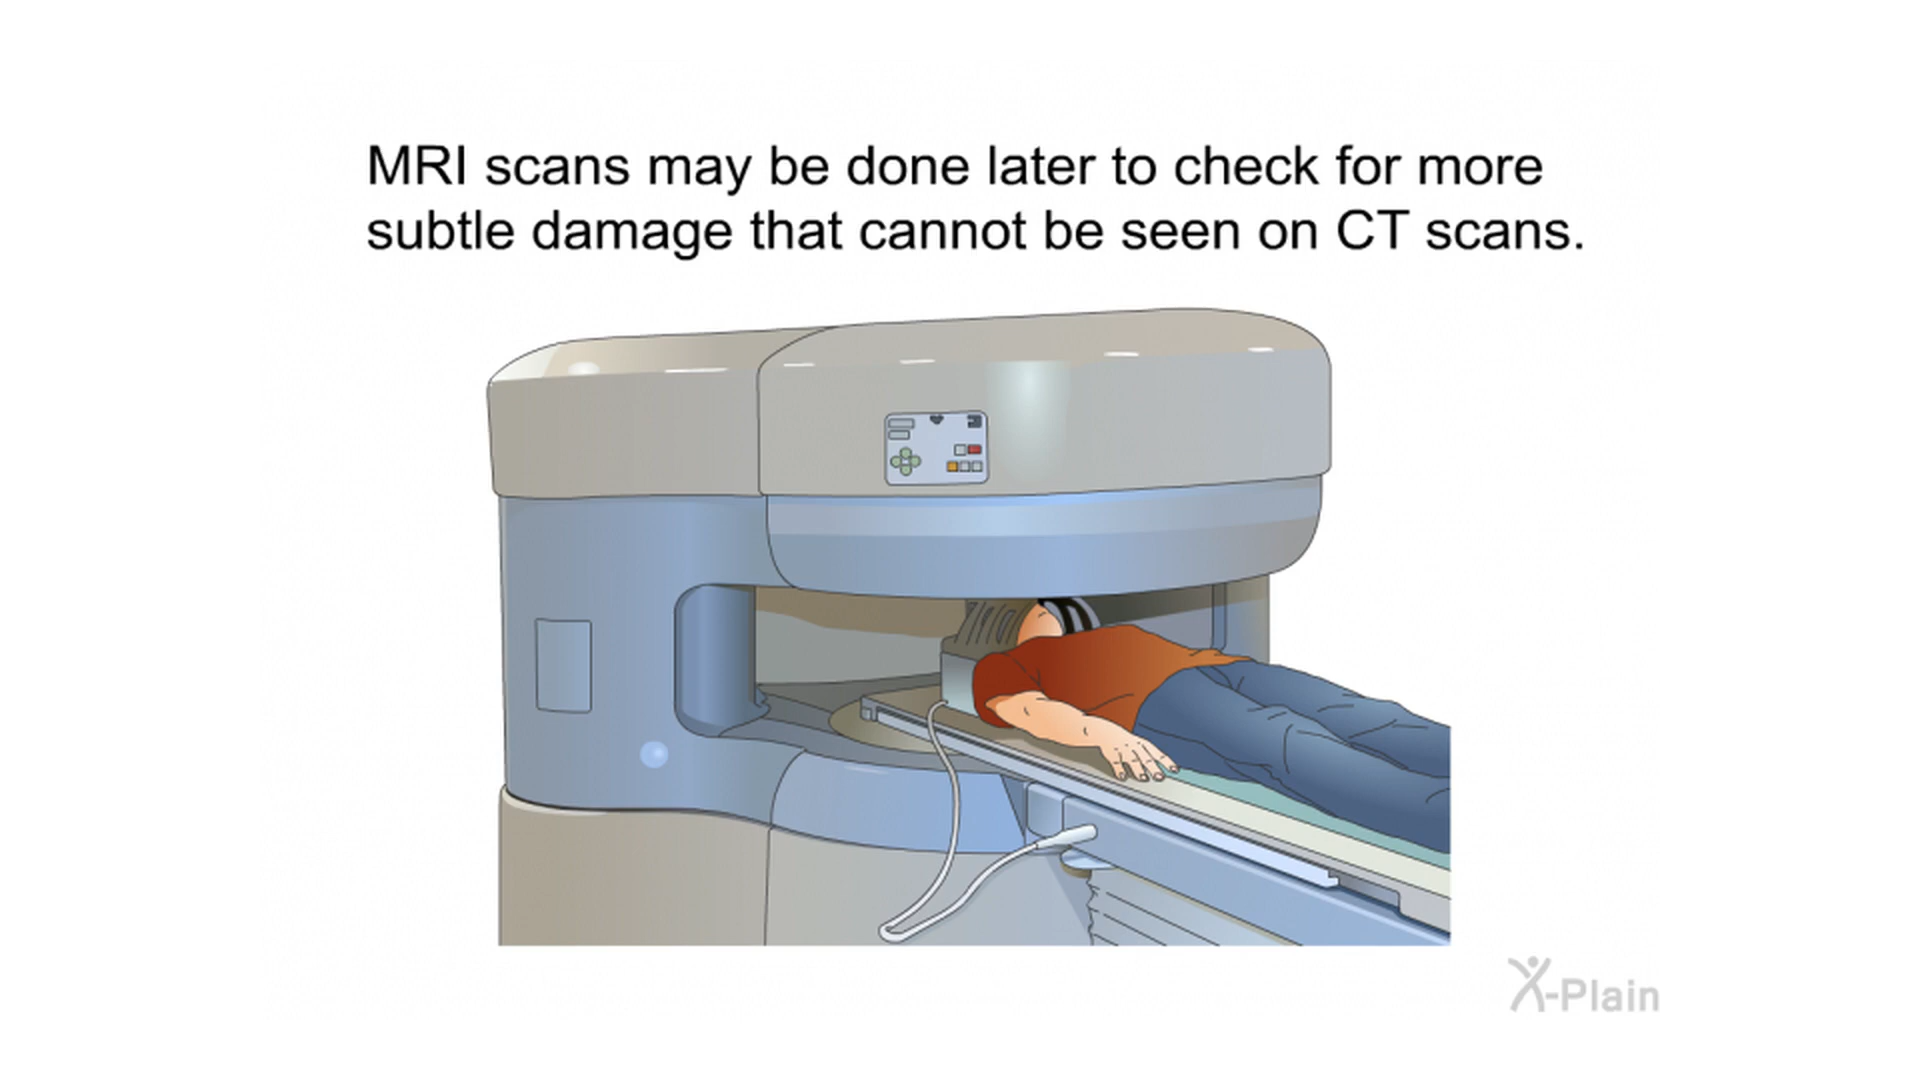 MRI scans may be done later to check for more
subtle damage that cannot be seen on CT scans.
X-Plain